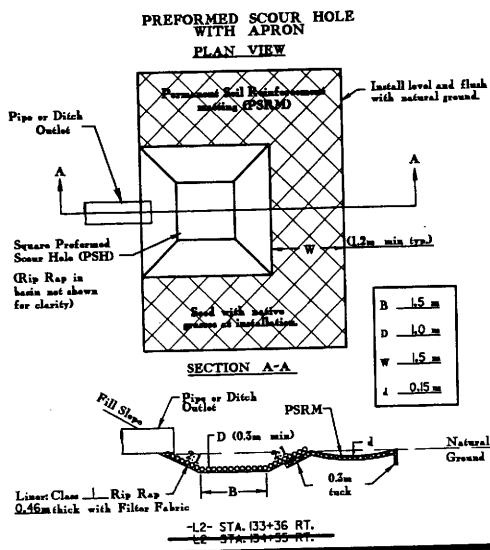 PREFORMED SCOUR HOLE
WITH APRON
PLAN VIEW
Permanent Soil Reinforcement
matting (PSRM)
Install level and flush
with natural ground.
Pipe or Ditch
Outlet
A
A
Square Preformed
Scour Hole (PSH)
(Rip Rap in
basin not shown
for clarity)
W
(1.2m min typ.)
Seed with native
grasses at installation.
B 1.5 m
D 1.0 m
W 1.5 m
d 0.15 m
SECTION A-A
Fill Slope
Pipe or Ditch
Outlet
D (0.3m min)
PSRM
d
Natural
Ground
B
0.3m
tuck
Liner: Class I Rip Rap
0.46m thick with Filter Fabric
-L2- STA. 133+36 RT.
-L2- STA. 134+55 RT.